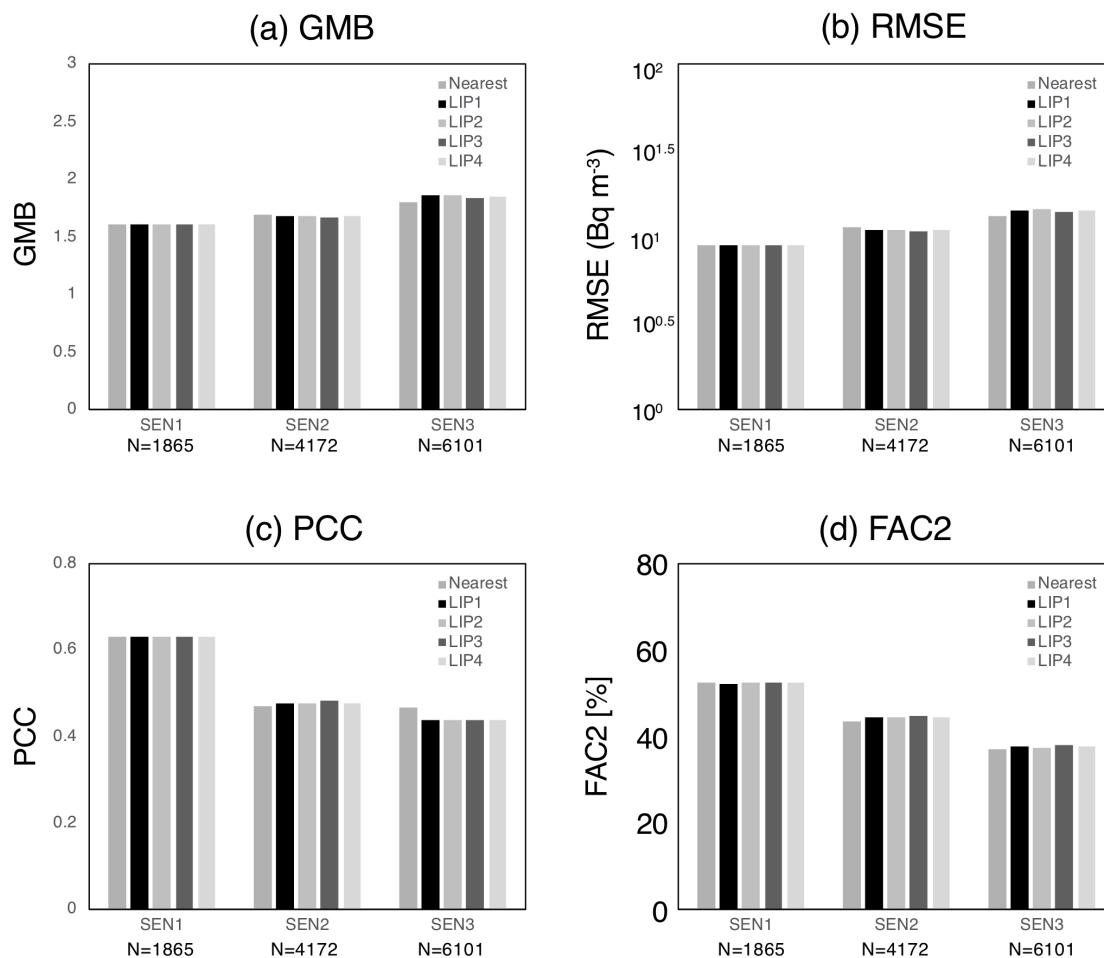 (a) GMB
GMB
3
2.5
2
1.5
1
0.5
0
Nearest
LIP1
LIP2
LIP3
LIP4
SEN1
SEN2
SEN3
N=1865
N=4172
N=6101
(b) RMSE
RMSE (Bq m⁻³)
10²
10¹·⁵
10¹
10⁰·⁵
10⁰
Nearest
LIP1
LIP2
LIP3
LIP4
SEN1
SEN2
SEN3
N=1865
N=4172
N=6101
(c) PCC
PCC
0.8
0.6
0.4
0.2
0
Nearest
LIP1
LIP2
LIP3
LIP4
SEN1
SEN2
SEN3
N=1865
N=4172
N=6101
(d) FAC2
FAC2 [%]
80
60
40
20
0
Nearest
LIP1
LIP2
LIP3
LIP4
SEN1
SEN2
SEN3
N=1865
N=4172
N=6101